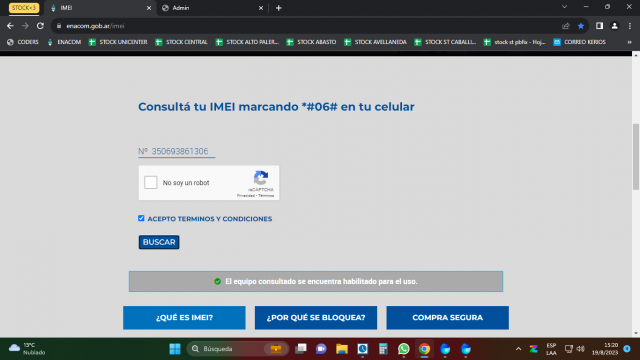 STOCK+3
IMEI
Admin
enacom.gob.ar/imei
CODERS
ENACOM
STOCK UNICENTER
STOCK CENTRAL
STOCK ALTO PALER...
STOCK ABASTO
STOCK AVELLANEDA
STOCK ST CABALLI...
stock st pbfix - Hoj...
CORREO KERIOS
»
Consultá tu IMEI marcando *#06# en tu celular
Nº 350693861306
No soy un robot
reCAPTCHA
Privacidad - Términos
ACEPTO TERMINOS Y CONDICIONES
BUSCAR
El equipo consultado se encuentra habilitado para el uso.
¿QUÉ ES IMEI?
¿POR QUÉ SE BLOQUEA?
COMPRA SEGURA
13°C
Nublado
Búsqueda
ESP
LAA
15:20
19/8/2023